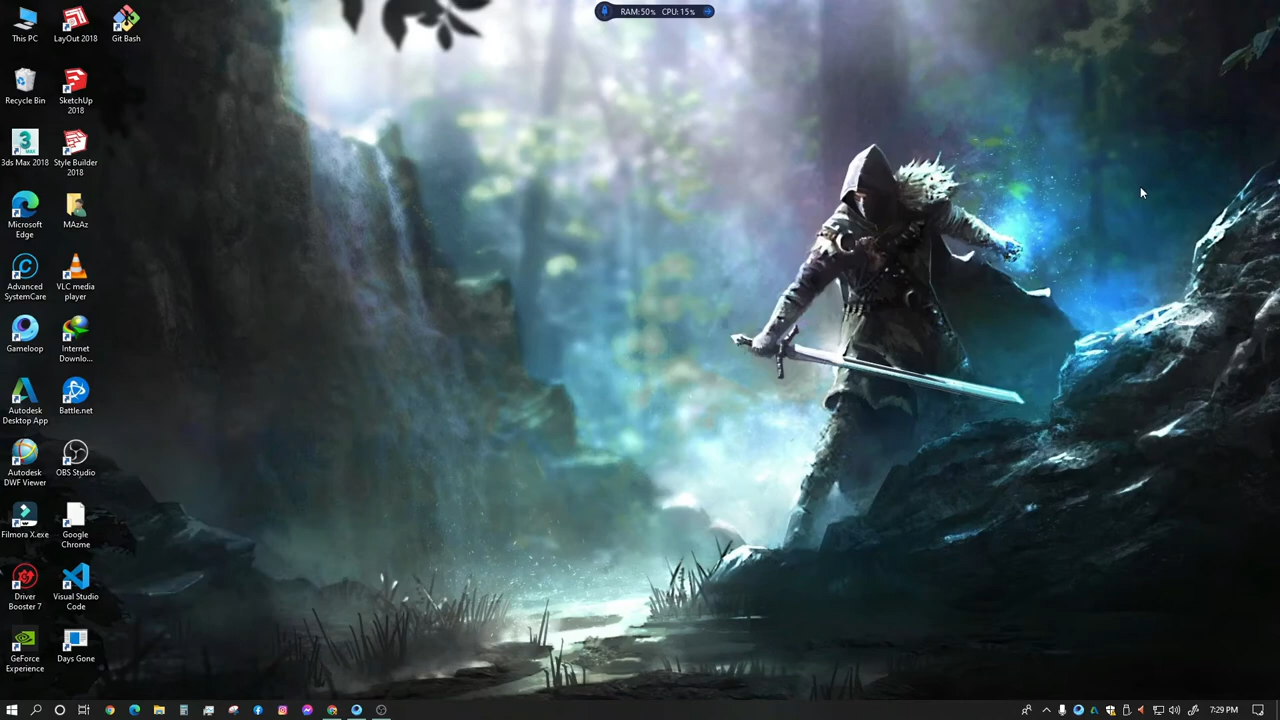 RAM:50% CPU:15%
This PC
LayOut 2018
Git Bash
Recycle Bin
SketchUp
2018
3ds Max 2018
Style Builder
2018
Microsoft
Edge
MAzAz
Advanced
SystemCare
VLC media
player
Gameloop
Internet
Downlo...
Autodesk
Desktop App
Battle.net
Autodesk
DWF Viewer
OBS Studio
Filmora X.exe
Google
Chrome
Driver
Booster 7
Visual Studio
Code
GeForce
Experience
Days Gone
7:29 PM